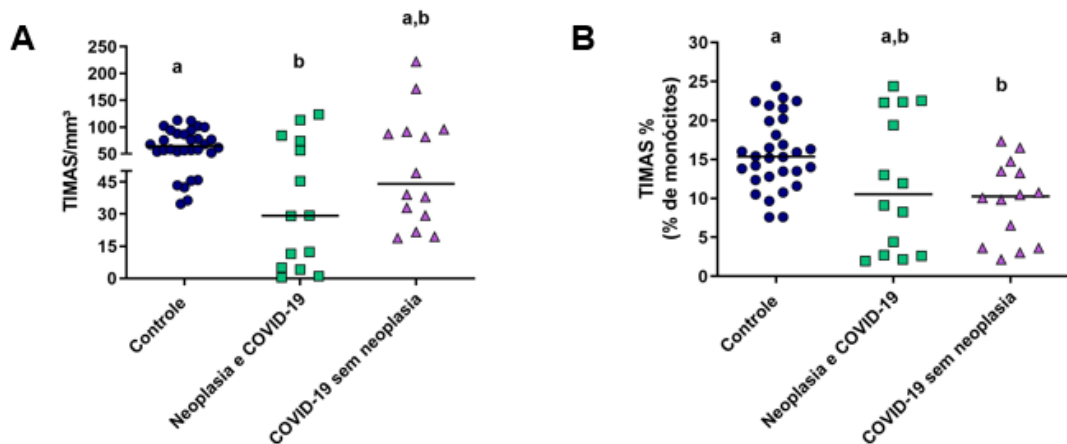 A
TIMAS/mm³
250
200
150
100
50
45
30
15
0
a
b
a,b
Controle
Neoplasia e COVID-19
COVID-19 sem neoplasia
B
TIMAS %
(% de monócitos)
30
25
20
15
10
5
0
a
a,b
b
Controle
Neoplasia e COVID-19
COVID-19 sem neoplasia